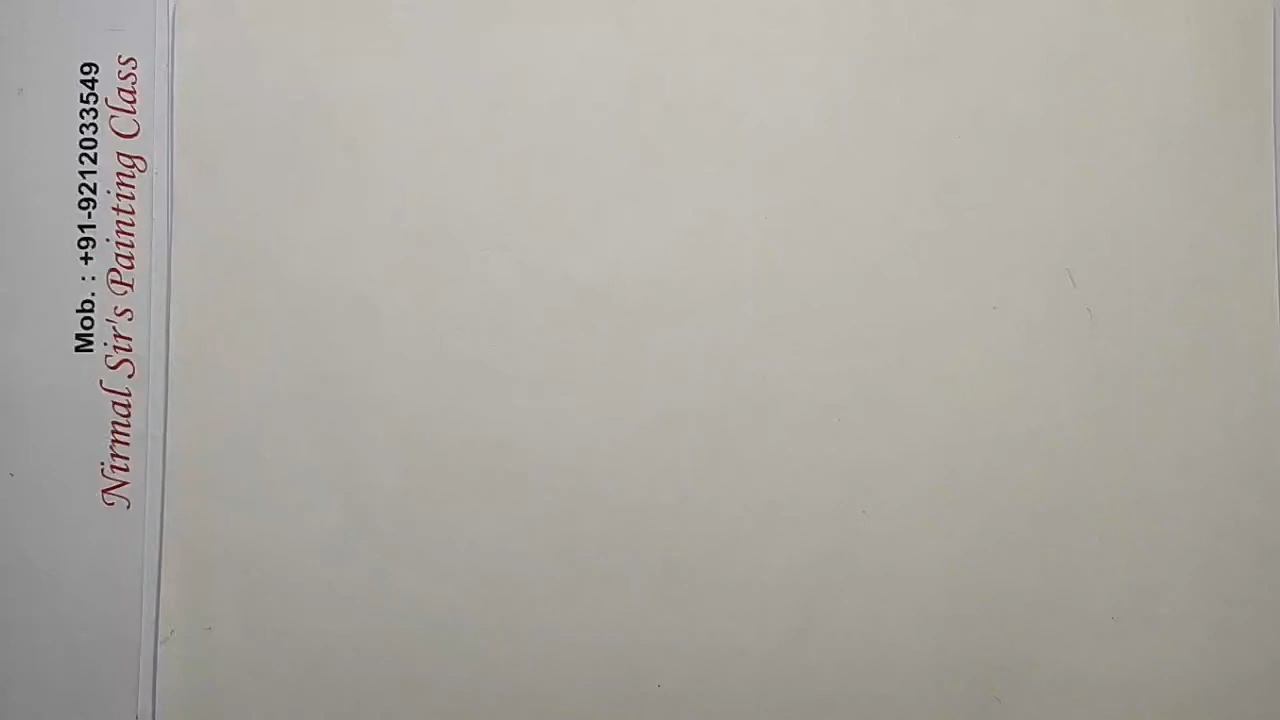 Mob. : +91-9212033549
Nirmal Sir's Painting Class